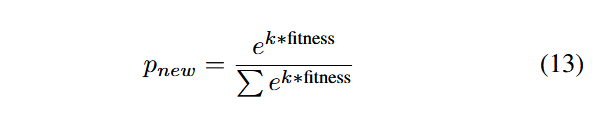 p_{new} = \frac{e^{k*\text{fitness}}}{\sum e^{k*\text{fitness}}} (13)